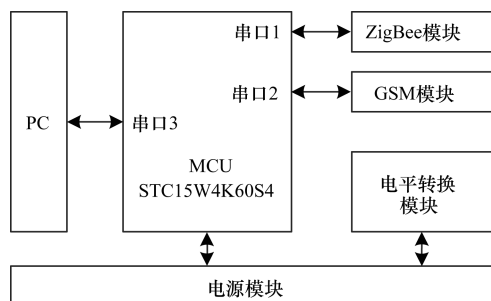 串口1
ZigBee模块
串口2
GSM模块
PC
串口3
MCU
STC15W4K60S4
电平转换
模块
电源模块